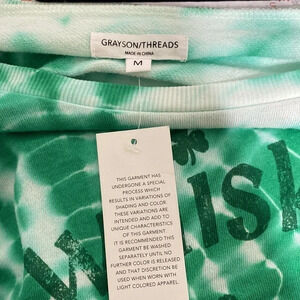 GRAYSON/THREADS
MADE IN CHINA
M
THIS GARMENT HAS
UNDERGONE A SPECIAL
PROCESS WHICH
RESULTS IN VARIATIONS OF
SHADING AND COLOR.
THESE VARIATIONS ARE
INTENDED AND ADD TO
UNIQUE CHARACTERISTICS
OF THIS GARMENT.
IT IS RECOMMENDED THIS
GARMENT BE WASHED
SEPARATELY UNTIL NO
FURTHER COLOR IS RELEASED
AND THAT DISCRETION BE
USED WHEN WORN WITH
LIGHT COLORED APPAREL.